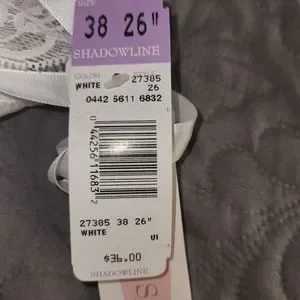 SIZE
38 26"
SHADOWLINE
COLOR
WHITE 27385
26
0442 5611 6832
0 44256 11683 2
27385 38 26"
WHITE VI
$36.00
SHADOWLINE
S